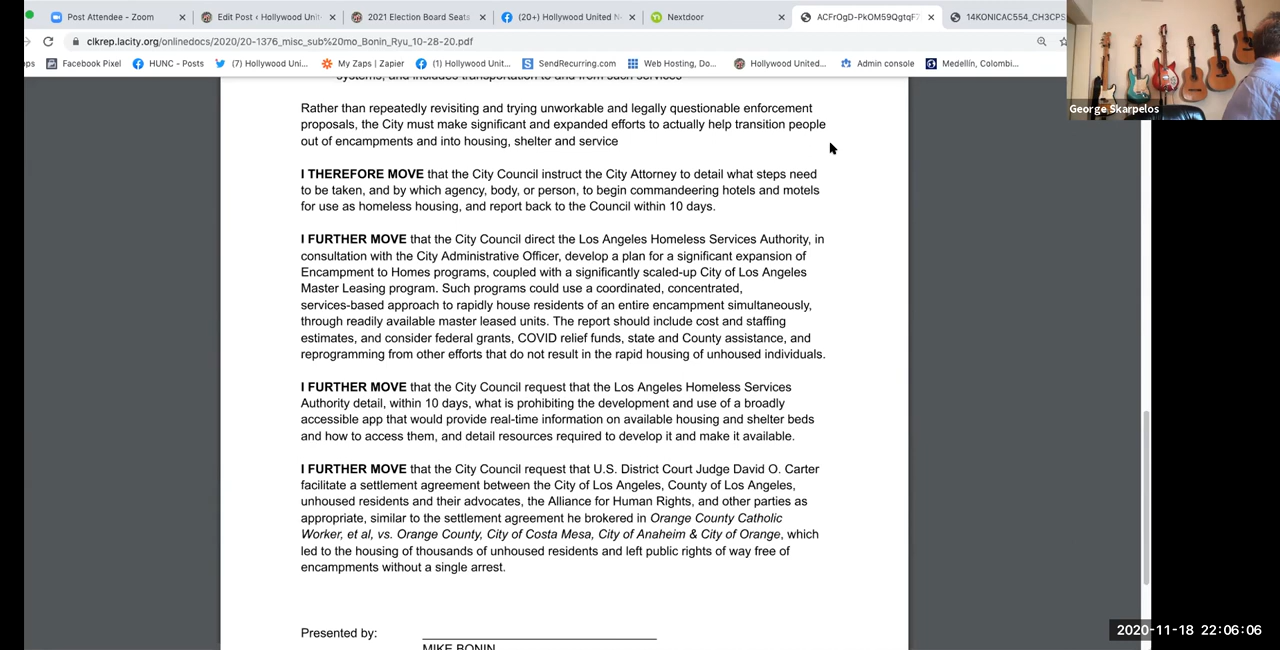 Post Attendee - Zoom
Edit Post ‹ Hollywood Unit
2021 Election Board Seats
(20+) Hollywood United N
Nextdoor
ACFrOgD-PkOM59QgtqF
14KONICAC554_CH3CPS
clkrep.lacity.org/onlinedocs/2020/20-1376_misc_sub%20mo_Bonin_Ryu_10-28-20.pdf
ps
Facebook Pixel
HUNC - Posts
(7) Hollywood Uni...
My Zaps | Zapier
(1) Hollywood Unit...
SendRecurring.com
Web Hosting, Do...
Hollywood United...
Admin console
Medellín, Colombi...
George Skarpelos
systems, and includes transportation to and from such services
Rather than repeatedly revisiting and trying unworkable and legally questionable enforcement
proposals, the City must make significant and expanded efforts to actually help transition people
out of encampments and into housing, shelter and service
I THEREFORE MOVE that the City Council instruct the City Attorney to detail what steps need
to be taken, and by which agency, body, or person, to begin commandeering hotels and motels
for use as homeless housing, and report back to the Council within 10 days.
I FURTHER MOVE that the City Council direct the Los Angeles Homeless Services Authority, in
consultation with the City Administrative Officer, develop a plan for a significant expansion of
Encampment to Homes programs, coupled with a significantly scaled-up City of Los Angeles
Master Leasing program. Such programs could use a coordinated, concentrated,
services-based approach to rapidly house residents of an entire encampment simultaneously,
through readily available master leased units. The report should include cost and staffing
estimates, and consider federal grants, COVID relief funds, state and County assistance, and
reprogramming from other efforts that do not result in the rapid housing of unhoused individuals.
I FURTHER MOVE that the City Council request that the Los Angeles Homeless Services
Authority detail, within 10 days, what is prohibiting the development and use of a broadly
accessible app that would provide real-time information on available housing and shelter beds
and how to access them, and detail resources required to develop it and make it available.
I FURTHER MOVE that the City Council request that U.S. District Court Judge David O. Carter
facilitate a settlement agreement between the City of Los Angeles, County of Los Angeles,
unhoused residents and their advocates, the Alliance for Human Rights, and other parties as
appropriate, similar to the settlement agreement he brokered in Orange County Catholic
Worker, et al, vs. Orange County, City of Costa Mesa, City of Anaheim & City of Orange, which
led to the housing of thousands of unhoused residents and left public rights of way free of
encampments without a single arrest.
Presented by:
MIKE BONIN
2020-11-18 22:06:06